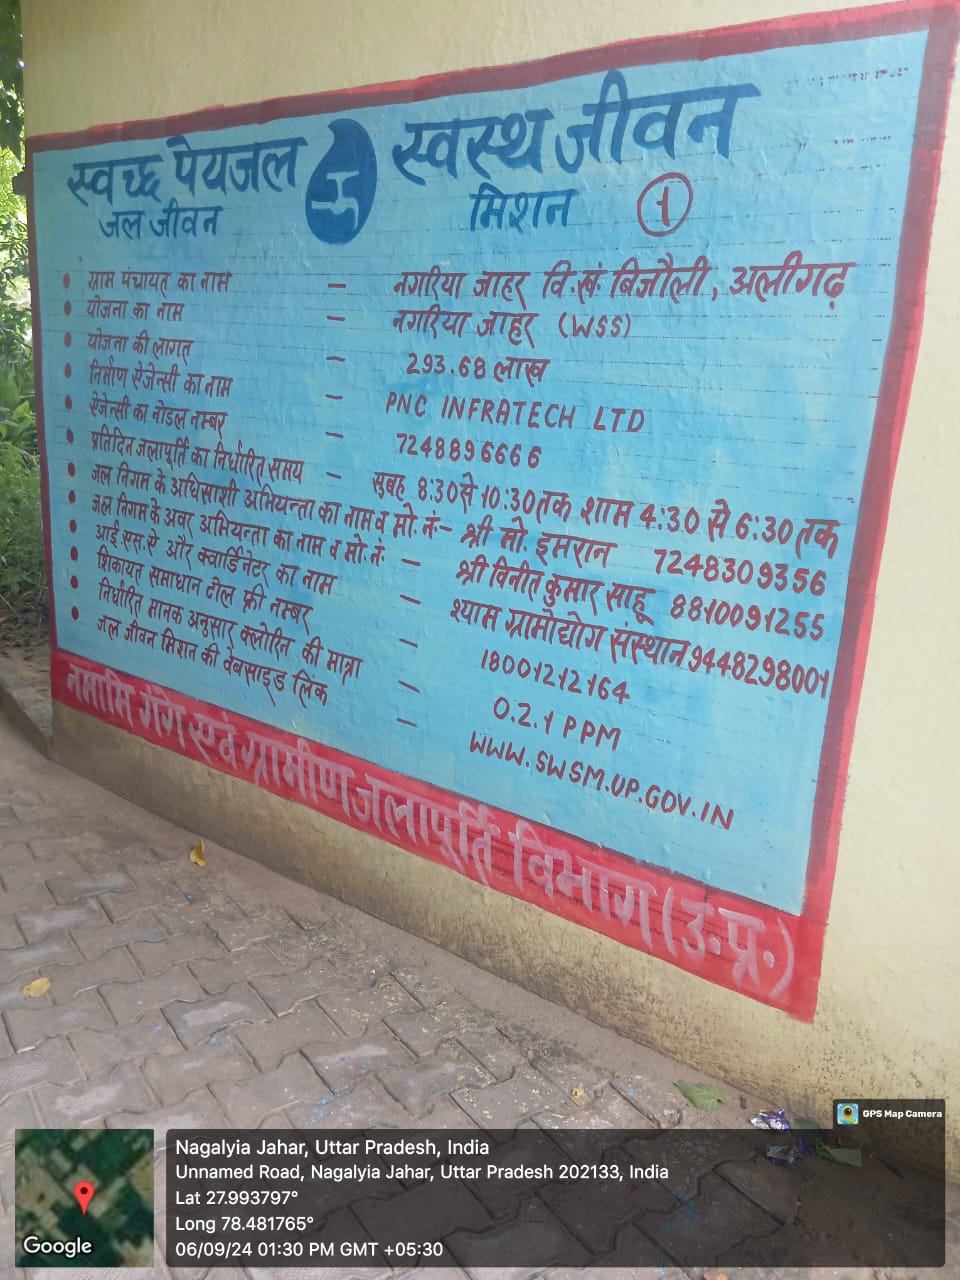 स्वच्छ पेयजल स्वस्थ जीवन
जल जीवन मिशन 1
• ग्राम पंचायत का नाम – नगरिया जाहर वि.खं. बिजौली, अलीगढ़
• योजना का नाम – नगरिया जाहर (WSS)
• योजना की लागत – 293.68 लाख
• निर्माण ऐजेन्सी का नाम – PNC INFRATECH LTD
• ऐजेन्सी का नोडल नम्बर – 7248896666
• प्रतिदिन जलापूर्ति का निर्धारित समय – सुबह 8:30 से 10:30 तक शाम 4:30 से 6:30 तक
• जल निगम के अधिसाशी अभियन्ता का नाम व मो. नं.– श्री मो. इमरान 7248309356
• जल निगम के अवर अभियन्ता का नाम व मो. नं. – श्री विनीत कुमार साहू 8810091255
• आई.एस.ऐ और क्वार्डिनेटर का नाम – श्याम ग्रामोद्योग संस्थान 9448298001
• शिकायत समाधान टोल फ्री नम्बर – 18001212164
• निर्धारित मानक अनुसार क्लोरिन की मात्रा – 0.2.1 PPM
• जल जीवन मिशन की वेबसाइड लिंक – WWW.SWSM.UP.GOV.IN
नमामि गंगे एवं ग्रामीण जलापूर्ति विभाग (उ.प्र.)
GPS Map Camera
Nagalyia Jahar, Uttar Pradesh, India
Unnamed Road, Nagalyia Jahar, Uttar Pradesh 202133, India
Lat 27.993797°
Long 78.481765°
06/09/24 01:30 PM GMT +05:30
Google